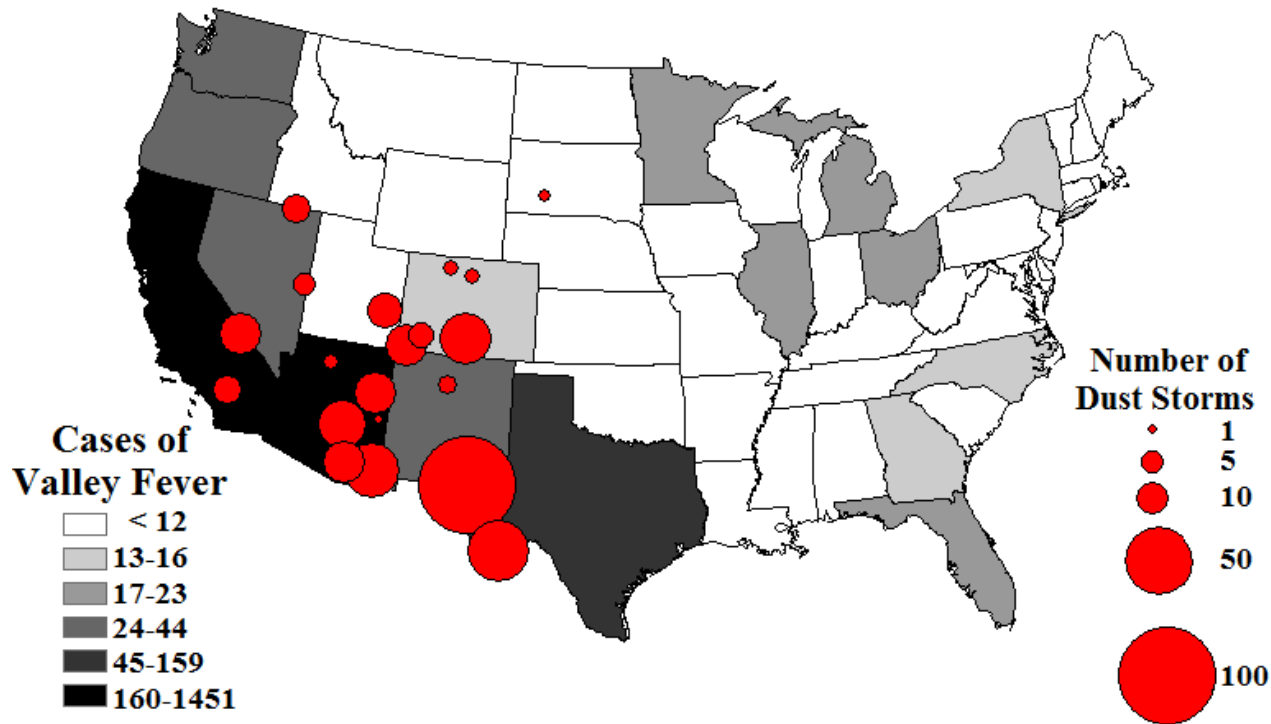 Cases of
Valley Fever
< 12
13-16
17-23
24-44
45-159
160-1451
Number of
Dust Storms
1
5
10
50
100